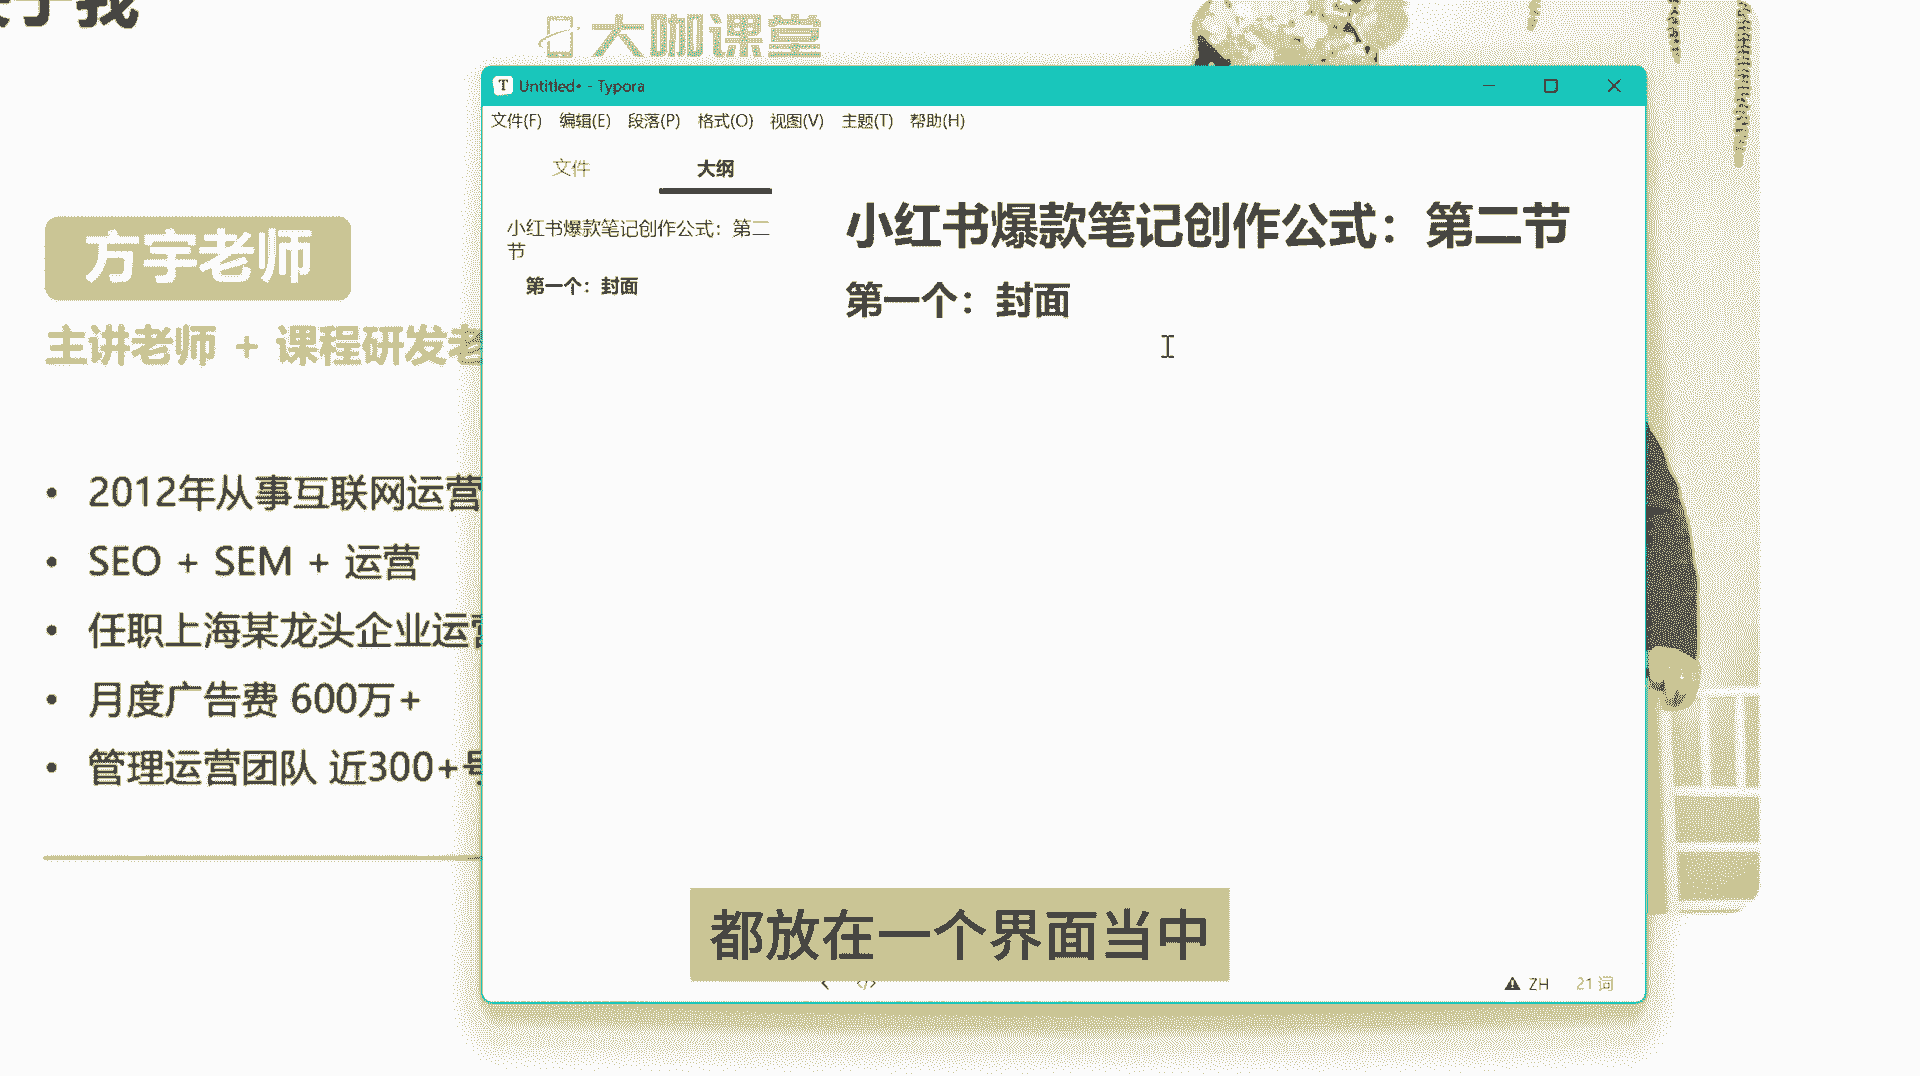 关于我
大咖课堂
方宇老师
主讲老师 + 课程研发老
• 2012年从事互联网运营
• SEO + SEM + 运营
• 任职上海某龙头企业运营
• 月度广告费 600万+
• 管理运营团队 近300+号
Untitled• - Typora
文件(F) 编辑(E) 段落(P) 格式(O) 视图(V) 主题(T) 帮助(H)
文件 大纲
小红书爆款笔记创作公式：第二
节
第一个：封面
小红书爆款笔记创作公式：第二节
第一个：封面
都放在一个界面当中
ZH 21 词